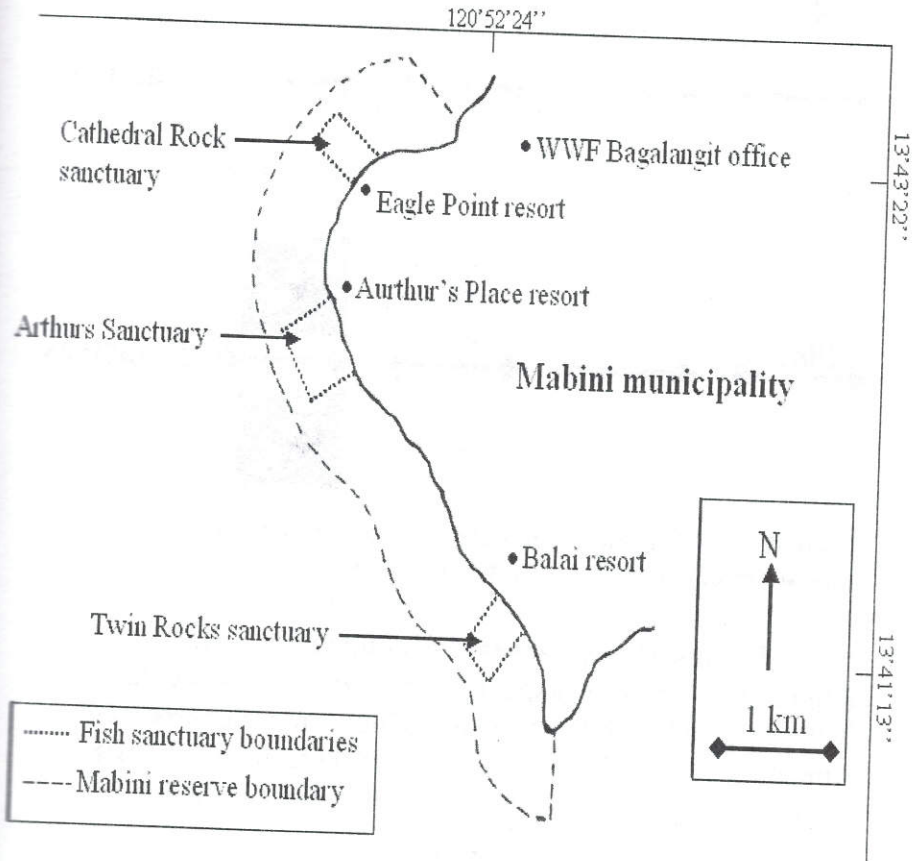 120'52'24''
Cathedral Rock
sanctuary
WWF Bagalangit office
13'43'22''
Eagle Point resort
Aurthur's Place resort
Arthurs Sanctuary
Mabini municipality
Balai resort
N
Twin Rocks sanctuary
13'41'13''
1 km
Fish sanctuary boundaries
Mabini reserve boundary